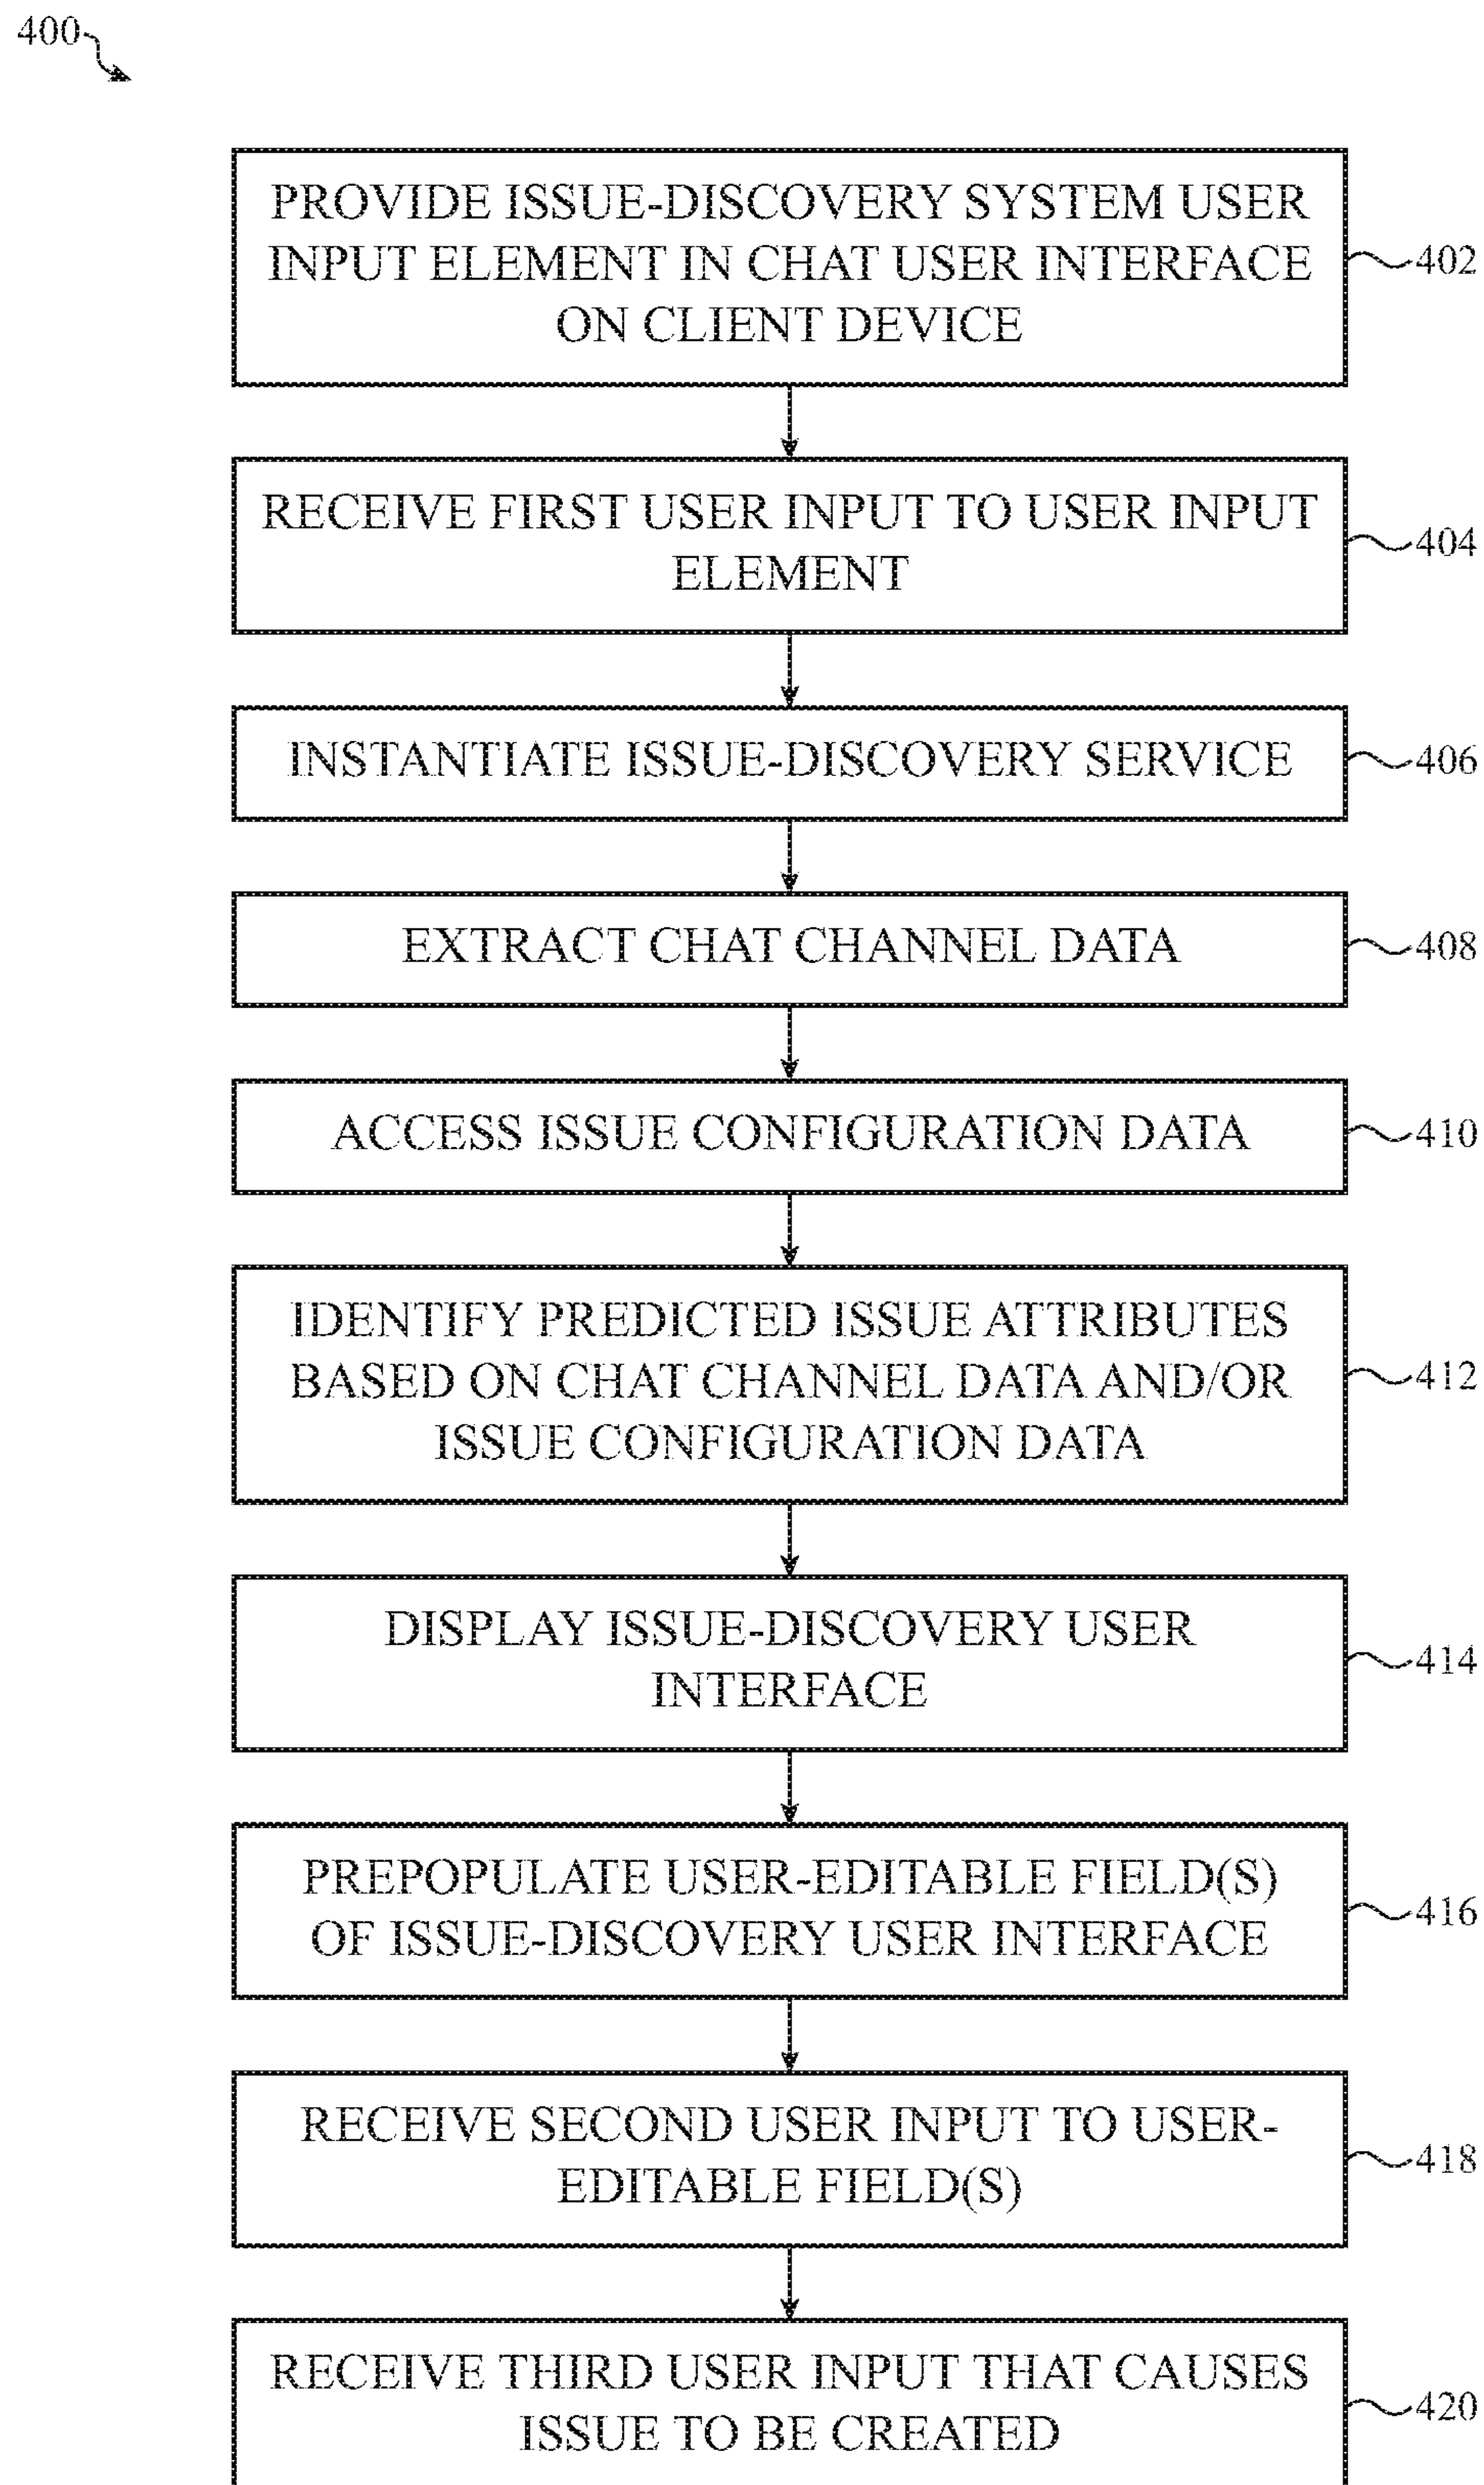 400
PROVIDE ISSUE-DISCOVERY SYSTEM USER
INPUT ELEMENT IN CHAT USER INTERFACE
ON CLIENT DEVICE
402
RECEIVE FIRST USER INPUT TO USER INPUT
ELEMENT
404
INSTANTIATE ISSUE-DISCOVERY SERVICE
406
EXTRACT CHAT CHANNEL DATA
408
ACCESS ISSUE CONFIGURATION DATA
410
IDENTIFY PREDICTED ISSUE ATTRIBUTES
BASED ON CHAT CHANNEL DATA AND/OR
ISSUE CONFIGURATION DATA
412
DISPLAY ISSUE-DISCOVERY USER
INTERFACE
414
PREPOPULATE USER-EDITABLE FIELD(S)
OF ISSUE-DISCOVERY USER INTERFACE
416
RECEIVE SECOND USER INPUT TO USER-
EDITABLE FIELD(S)
418
RECEIVE THIRD USER INPUT THAT CAUSES
ISSUE TO BE CREATED
420